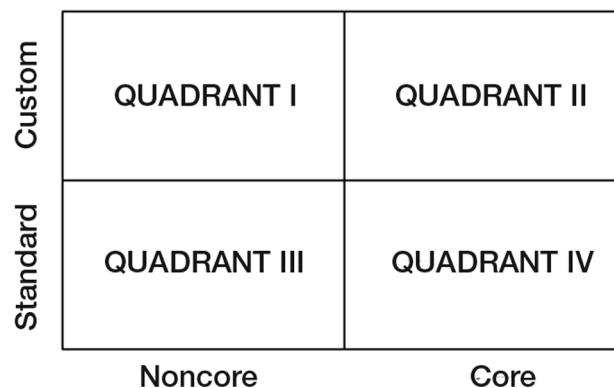 Custom
QUADRANT I
QUADRANT II
Standard
QUADRANT III
QUADRANT IV
Noncore
Core